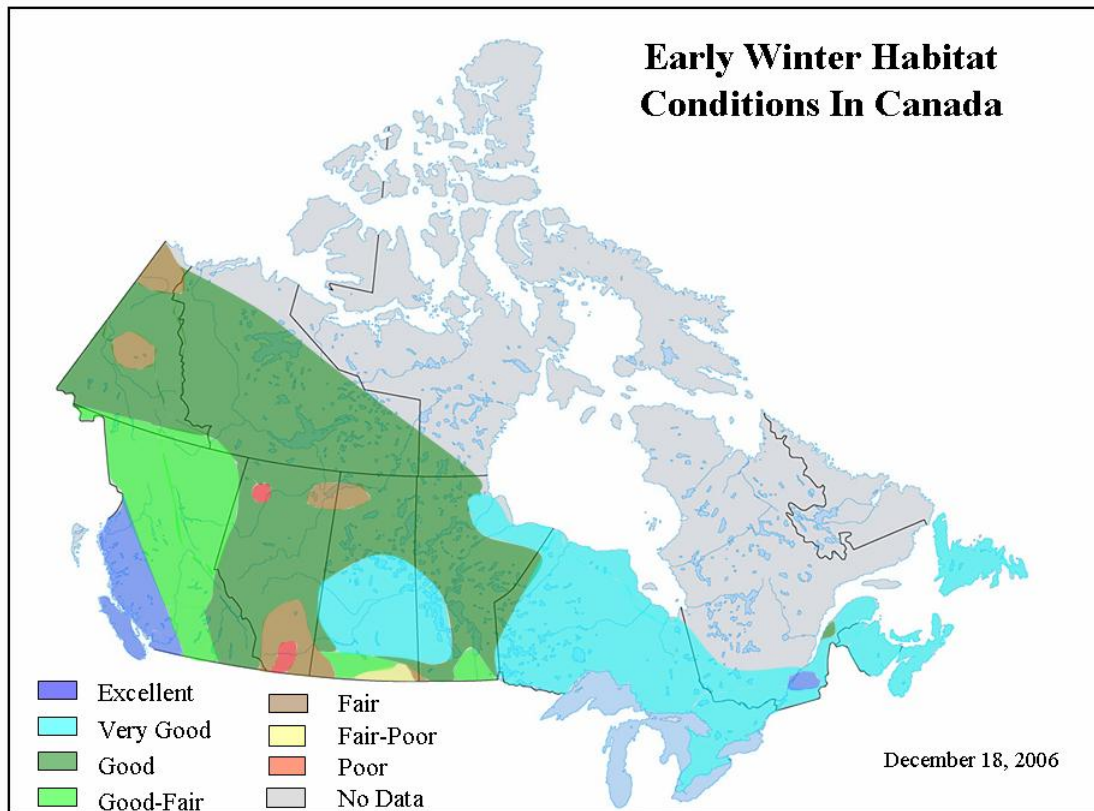 Early Winter Habitat
Conditions In Canada
Excellent
Very Good
Good
Good-Fair
Fair
Fair-Poor
Poor
No Data
December 18, 2006